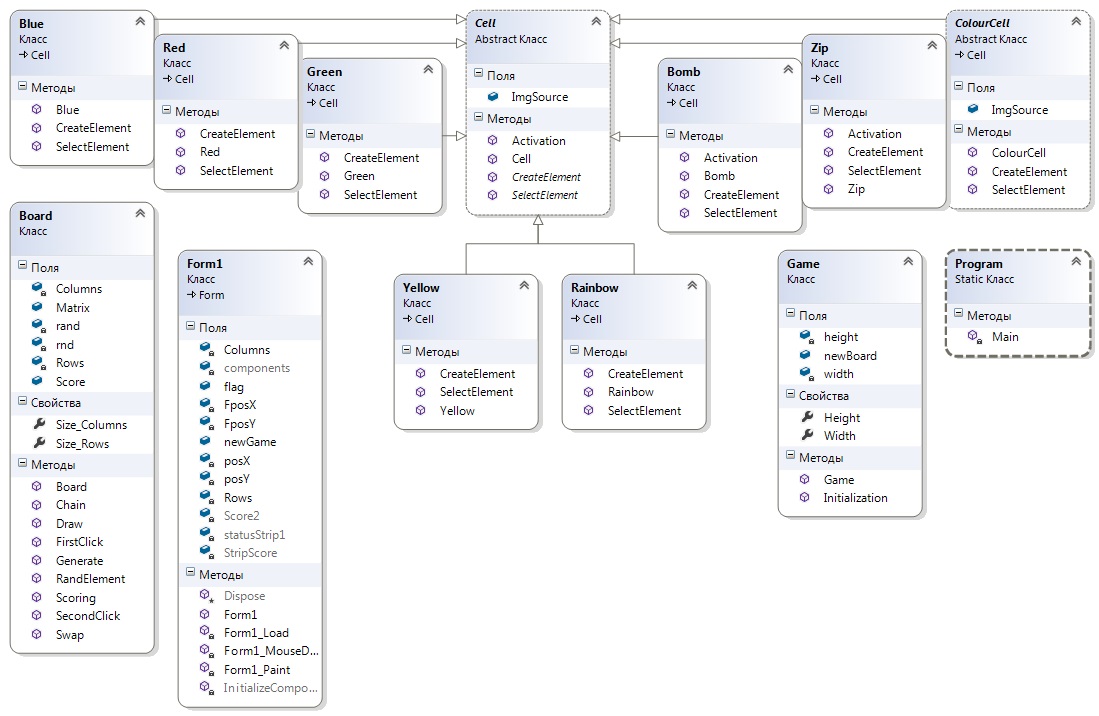 Blue
Класс
Cell
Методы
Blue
CreateElement
SelectElement
Red
Класс
Cell
Методы
CreateElement
Red
SelectElement
Green
Класс
Cell
Методы
CreateElement
Green
SelectElement
Cell
Abstract Класс
Поля
ImgSource
Методы
Activation
Cell
CreateElement
SelectElement
Bomb
Класс
Cell
Методы
Activation
Bomb
CreateElement
SelectElement
Zip
Класс
Cell
Методы
Activation
CreateElement
SelectElement
Zip
ColourCell
Abstract Класс
Cell
Поля
ImgSource
Методы
ColourCell
CreateElement
SelectElement
Board
Класс
Поля
Columns
Matrix
rand
rnd
Rows
Score
Свойства
Size_Columns
Size_Rows
Методы
Board
Chain
Draw
FirstClick
Generate
RandElement
Scoring
SecondClick
Swap
Form1
Класс
Form
Поля
Columns
components
flag
FposX
FposY
newGame
posX
posY
Rows
Score2
statusStrip1
StripScore
Методы
Dispose
Form1
Form1_Load
Form1_MouseD...
Form1_Paint
InitializeCompo...
Yellow
Класс
Cell
Методы
CreateElement
SelectElement
Yellow
Rainbow
Класс
Cell
Методы
CreateElement
Rainbow
SelectElement
Game
Класс
Поля
height
newBoard
width
Свойства
Height
Width
Методы
Game
Initialization
Program
Static Класс
Методы
Main